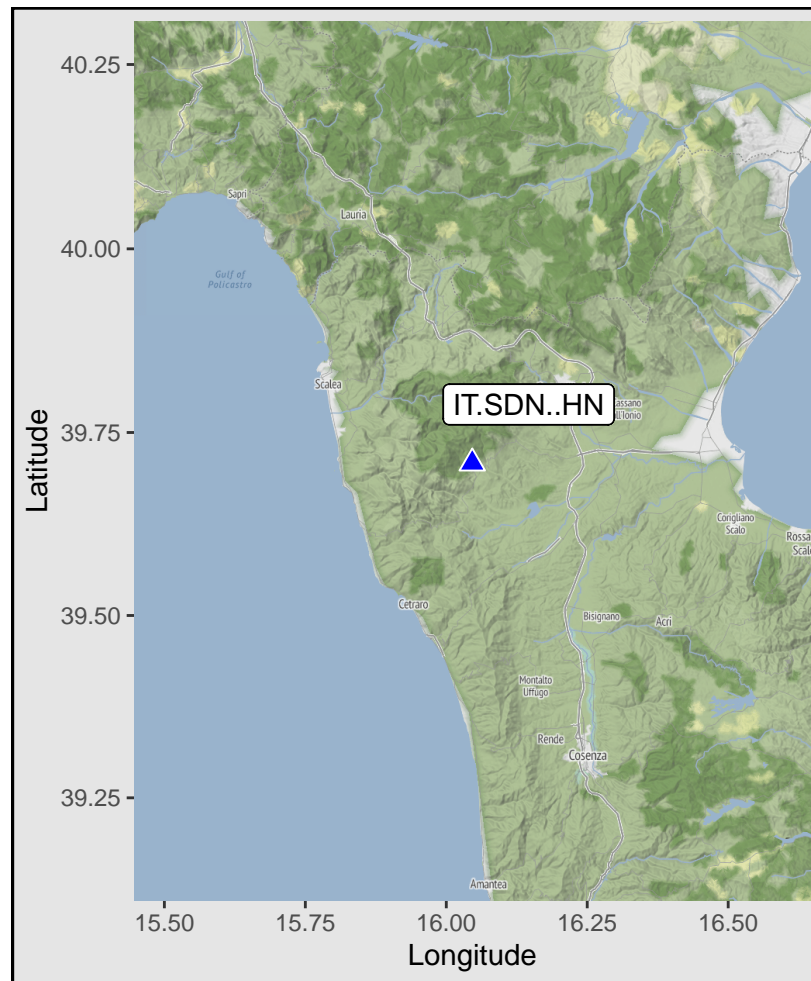 40.25
40.00
39.75
39.50
39.25
Latitude
Sapri
Lauria
Gulf of
Policastro
Scalea
IT.SDN..HN
assano
Corigliano
Scalo
Cetraro
Bisignano
Acri
Montalto
Uffugo
Rende
Cosenza
Amantea
15.50 15.75 16.00 16.25 16.50
Longitude